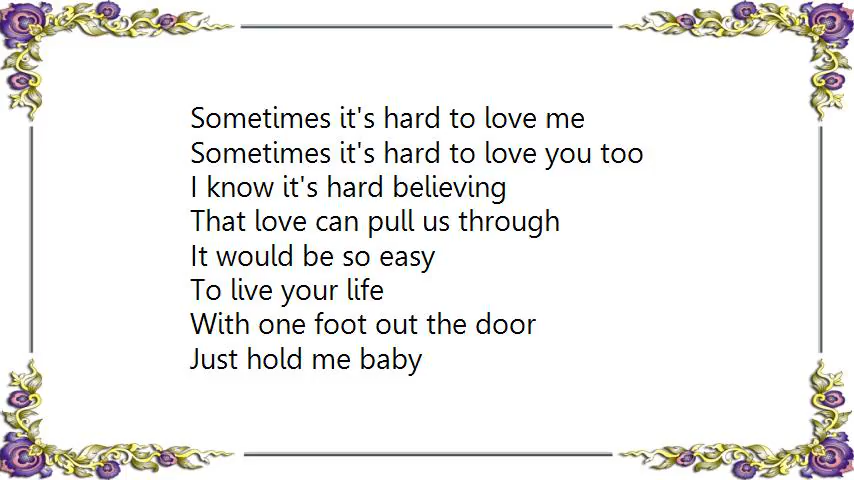 Sometimes it's hard to love me
Sometimes it's hard to love you too
I know it's hard believing
That love can pull us through
It would be so easy
To live your life
With one foot out the door
Just hold me baby